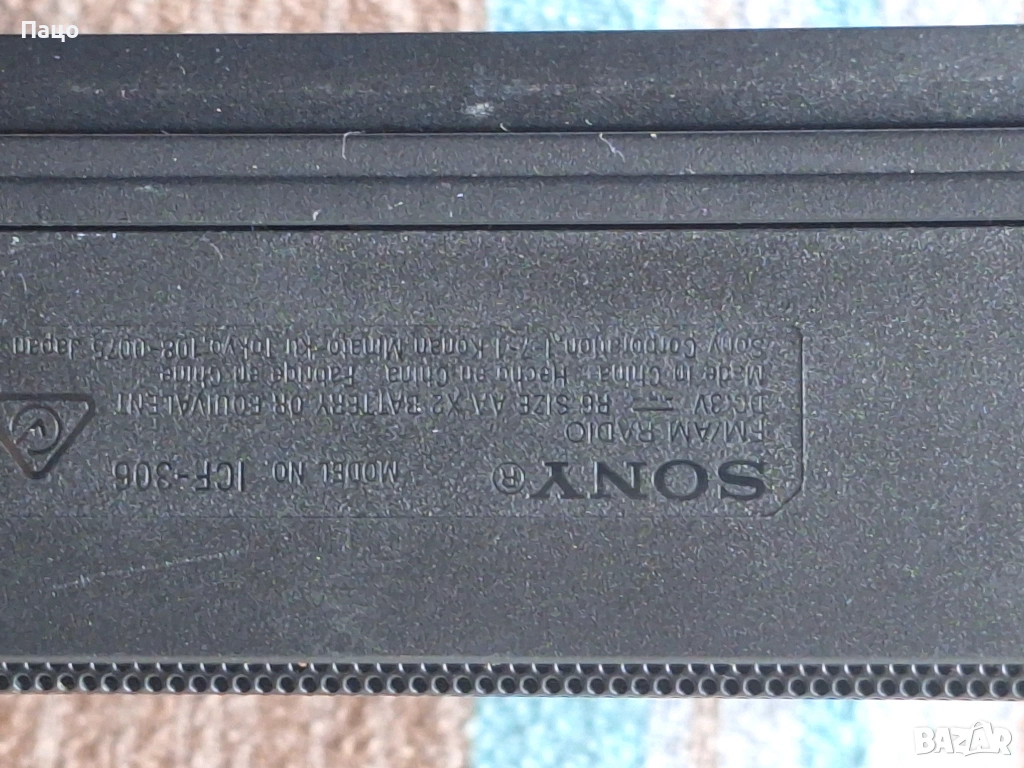 Пацо
SONY® MODEL NO. ICF-306
FM/AM RADIO
DC 3V R6 SIZE AA X2 BATTERY OR EQUIVALENT
Made in China Hecho en China Fabriqé en Chine
Sony Corporation, 1-7-1 Konan Minato-ku Tokyo, 108-0075 Japan
BAZAR